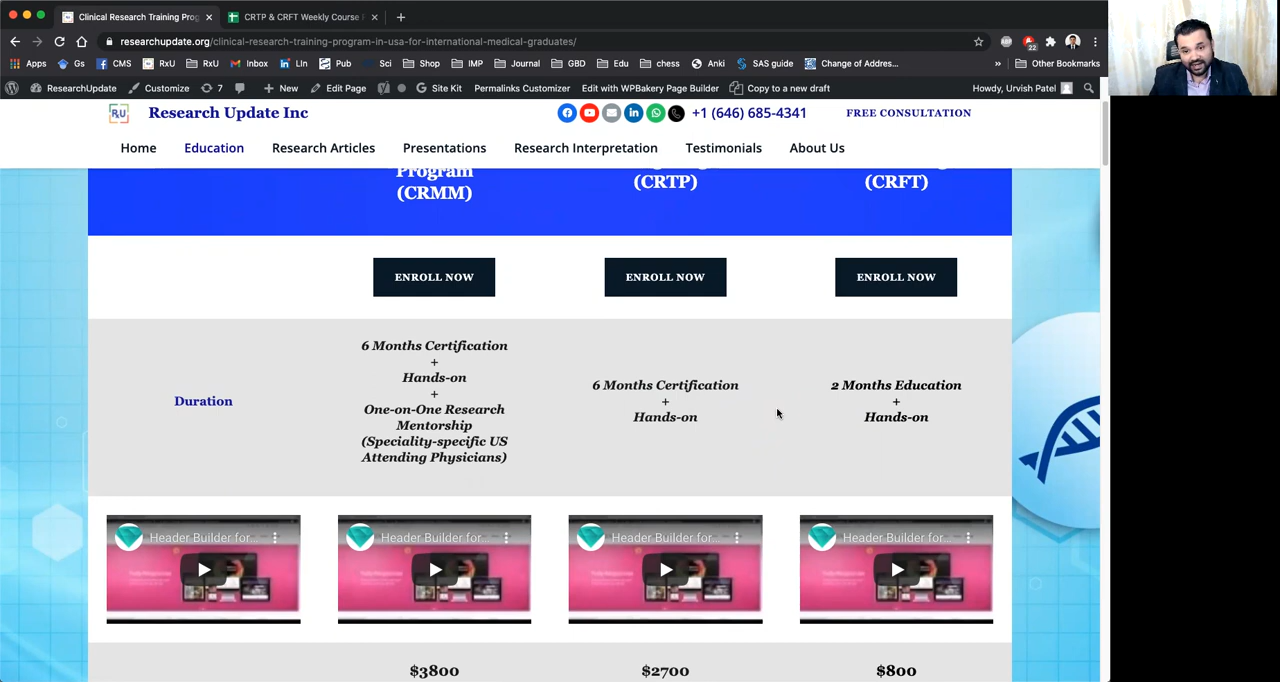 Clinical Research Training Prog
CRTP & CRFT Weekly Course
researchupdate.org/clinical-research-training-program-in-usa-for-international-medical-graduates/
22
Apps Gs CMS RxU RxU Inbox LIn Pub Sci Shop IMP Journal GBD Edu chess Anki SAS guide Change of Addres... » Other Bookmarks
ResearchUpdate Customize 7 New Edit Page Site Kit Permalinks Customizer Edit with WPBakery Page Builder Copy to a new draft Howdy, Urvish Patel
RU Research Update Inc +1 (646) 685-4341 FREE CONSULTATION
Home Education Research Articles Presentations Research Interpretation Testimonials About Us
Program
(CRMM) (CRTP) (CRFT)
ENROLL NOW ENROLL NOW ENROLL NOW
Duration
6 Months Certification
+
Hands-on
+
One-on-One Research
Mentorship
(Speciality-specific US
Attending Physicians)
6 Months Certification
+
Hands-on
2 Months Education
+
Hands-on
Header Builder for... Header Builder for... Header Builder for... Header Builder for...
$3800 $2700 $800